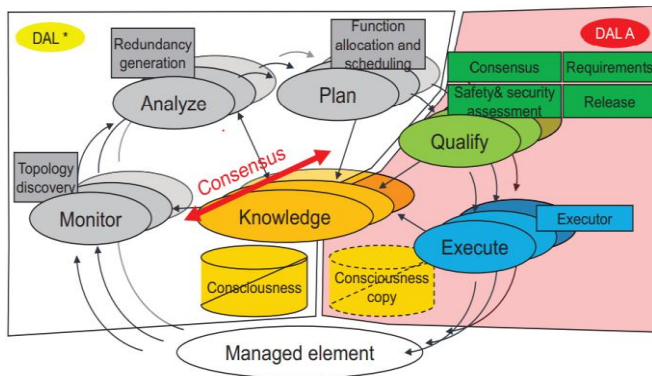 DAL *
Redundancy
generation
Function
allocation and
scheduling
DAL A
Consensus
Requirements
Safety& security
assessment
Release
Analyze
Plan
Qualify
Topology
discovery
Consensus
Monitor
Knowledge
Executor
Execute
Consciousness
Consciousness
copy
Managed element